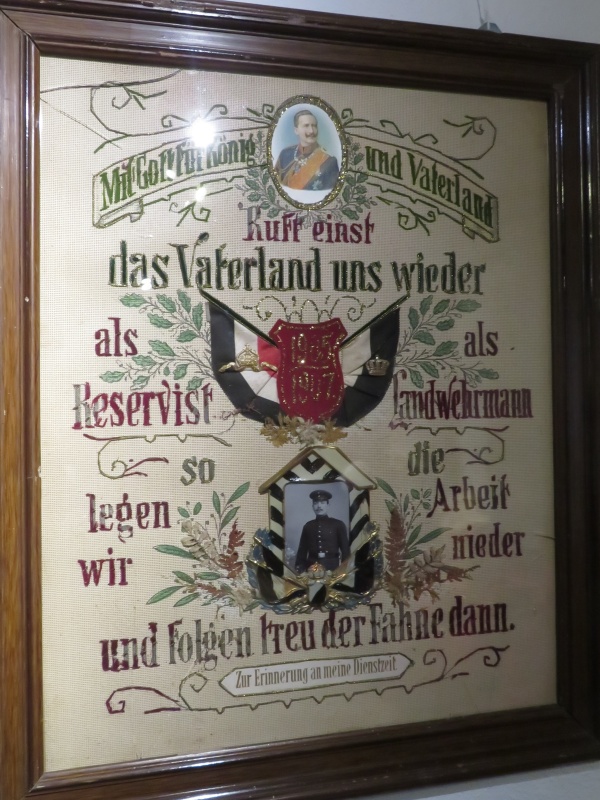 Mit Gott für König und Vaterland
Ruft einst
das Vaterland uns wieder
als als
Reservist Landwehrmann
1905
1907
so die
legen Arbeit
wir nieder
und folgen treu der Fahne dann.
Zur Erinnerung an meine Dienstzeit